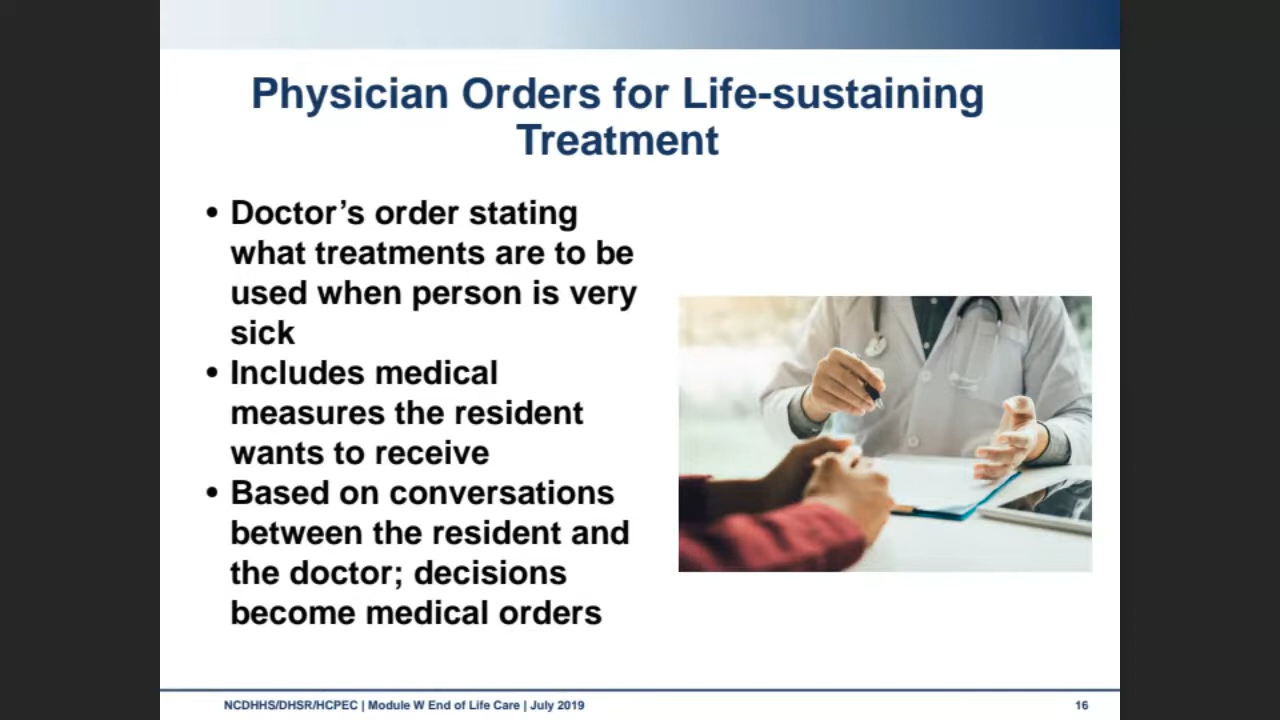 Physician Orders for Life-sustaining
Treatment
• Doctor’s order stating
what treatments are to be
used when person is very
sick
• Includes medical
measures the resident
wants to receive
• Based on conversations
between the resident and
the doctor; decisions
become medical orders
NCDHHS/DHSR/HCPEC | Module W End of Life Care | July 2019
16